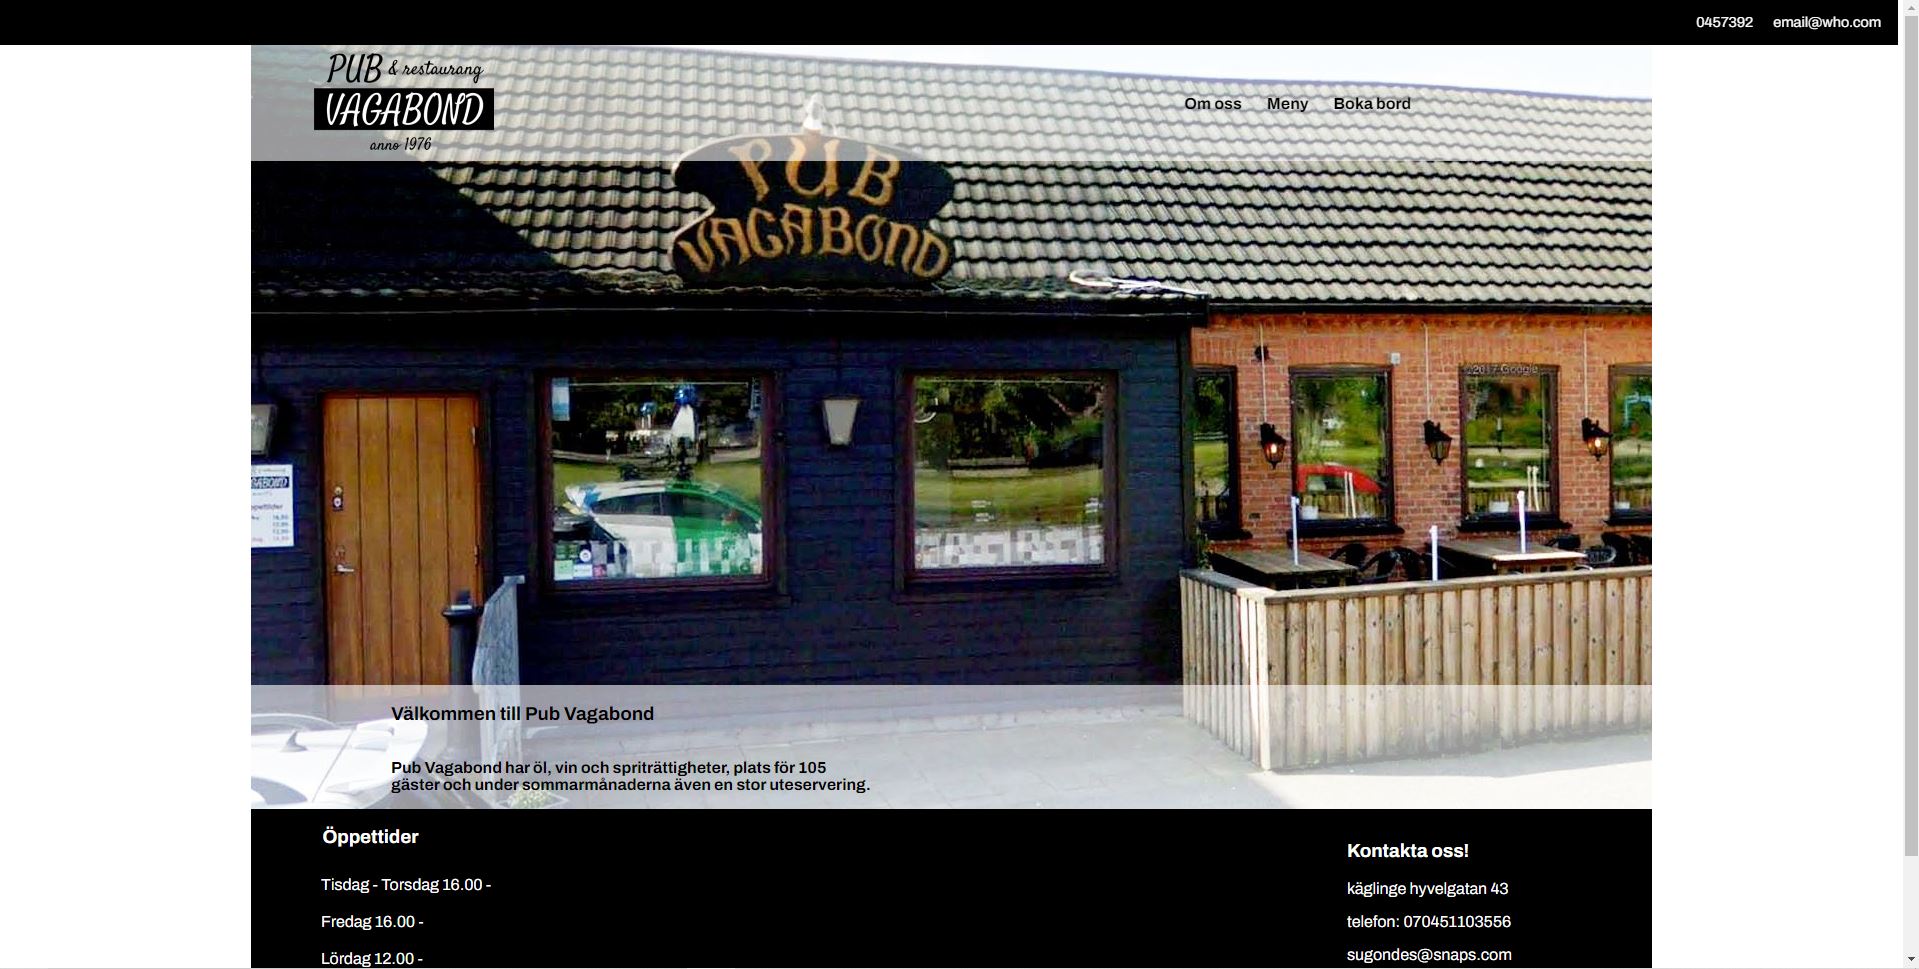 0457392 email@who.com
PUB & restaurang
VAGABOND
anno 1976
Om oss Meny Boka bord
PUB
VAGABOND
©2017 Google
Välkommen till Pub Vagabond
Pub Vagabond har öl, vin och spriträttigheter, plats för 105
gäster och under sommarmånaderna även en stor uteservering.
Öppettider
Tisdag - Torsdag 16.00 -
Fredag 16.00 -
Lördag 12.00 -
Kontakta oss!
käglinge hyvelgatan 43
telefon: 070451103556
sugondes@snaps.com